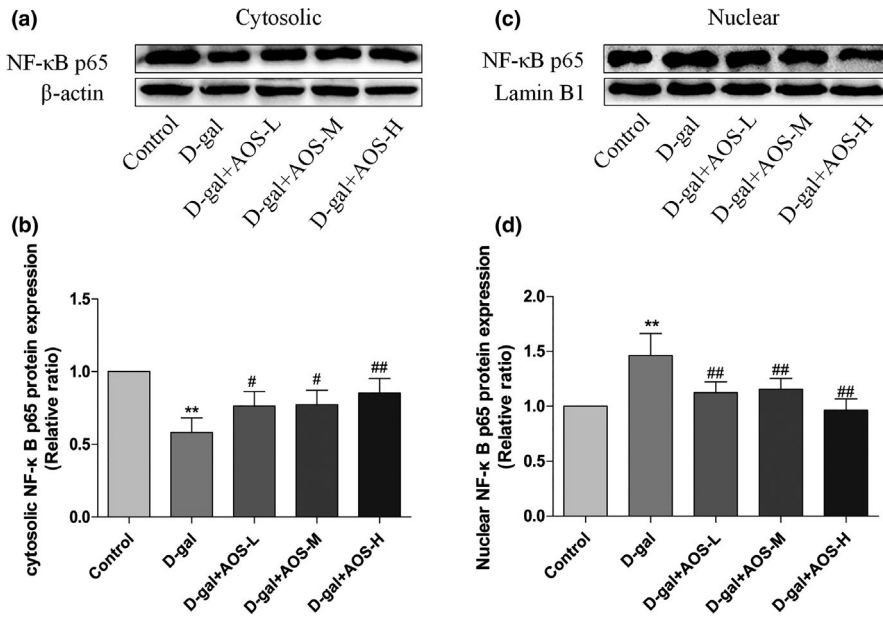 (a)
Cytosolic
NF-κB p65
β-actin
Control
D-gal
D-gal+AOS-L
D-gal+AOS-M
D-gal+AOS-H
(c)
Nuclear
NF-κB p65
Lamin B1
Control
D-gal
D-gal+AOS-L
D-gal+AOS-M
D-gal+AOS-H
(b)
cytosolic NF-κ B p65 protein expression
(Relative ratio)
1.5
1.0
0.5
0.0
**
#
#
##
Control
D-gal
D-gal+AOS-L
D-gal+AOS-M
D-gal+AOS-H
(d)
Nuclear NF-κ B p65 protein expression
(Relative ratio)
2.0
1.5
1.0
0.5
0.0
**
##
##
##
Control
D-gal
D-gal+AOS-L
D-gal+AOS-M
D-gal+AOS-H